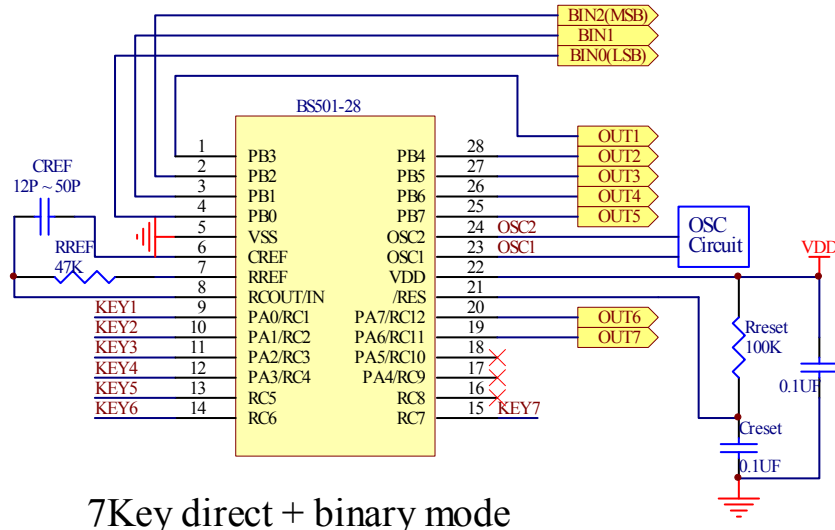 BIN2(MSB)
BIN1
BIN0(LSB)
BS501-28
OUT1
OUT2
OUT3
OUT4
OUT5
CREF
12P ~ 50P
RREF
47K
1 PB3 PB4 28
2 PB2 PB5 27
3 PB1 PB6 26
4 PB0 PB7 25
5 VSS OSC2 24 OSC2
6 CREF OSC1 23 OSC1
7 RREF VDD 22
8 RCOUT/IN /RES 21
KEY1 9 PA0/RC1 PA7/RC12 20 OUT6
KEY2 10 PA1/RC2 PA6/RC11 19 OUT7
KEY3 11 PA2/RC3 PA5/RC10 18
KEY4 12 PA3/RC4 PA4/RC9 17
KEY5 13 RC5 RC8 16
KEY6 14 RC6 RC7 15 KEY7
OSC
Circuit
VDD
Rreset
100K
0.1UF
Creset
0.1UF
7Key direct + binary mode